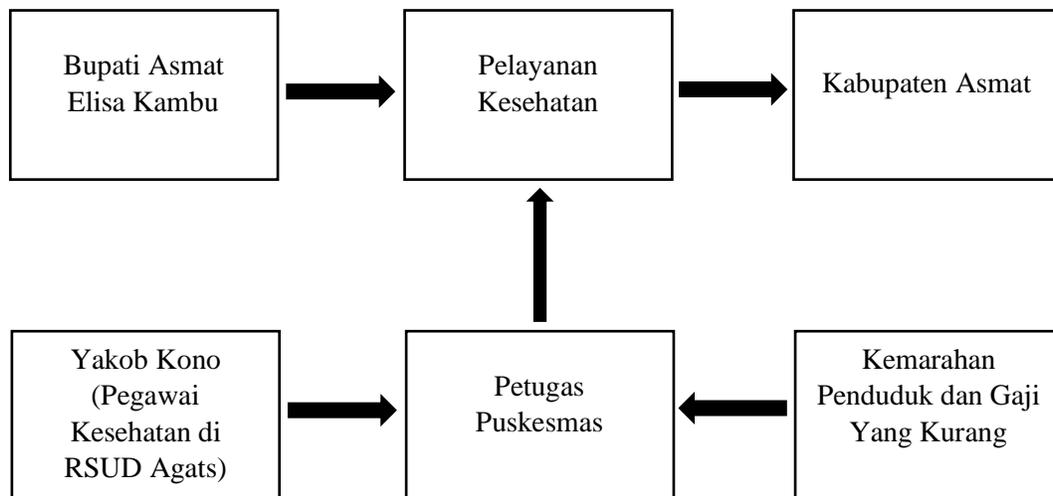 Bupati Asmat
Elisa Kambu
Pelayanan
Kesehatan
Kabupaten Asmat
Yakob Kono
(Pegawai
Kesehatan di
RSUD Agats)
Petugas
Puskesmas
Kemarahan
Penduduk dan Gaji
Yang Kurang